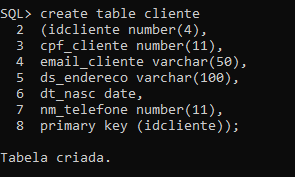 SQL> create table cliente
2 (idcliente number(4),
3 cpf_cliente number(11),
4 email_cliente varchar(50),
5 ds_endereco varchar(100),
6 dt_nasc date,
7 nm_telefone number(11),
8 primary key (idcliente));
Tabela criada.